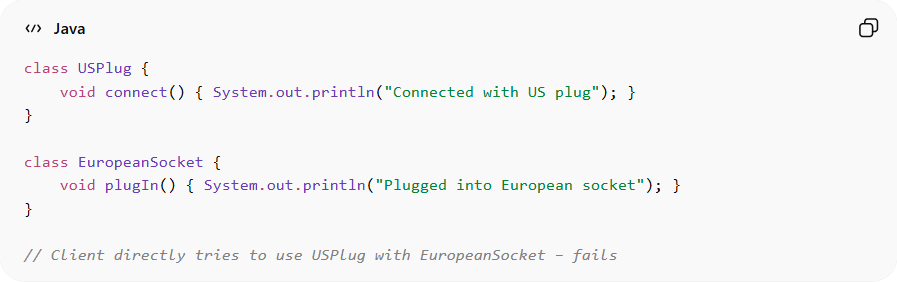 Java
class USPlug {
    void connect() { System.out.println("Connected with US plug"); }
}

class EuropeanSocket {
    void plugIn() { System.out.println("Plugged into European socket"); }
}

// Client directly tries to use USPlug with EuropeanSocket – fails